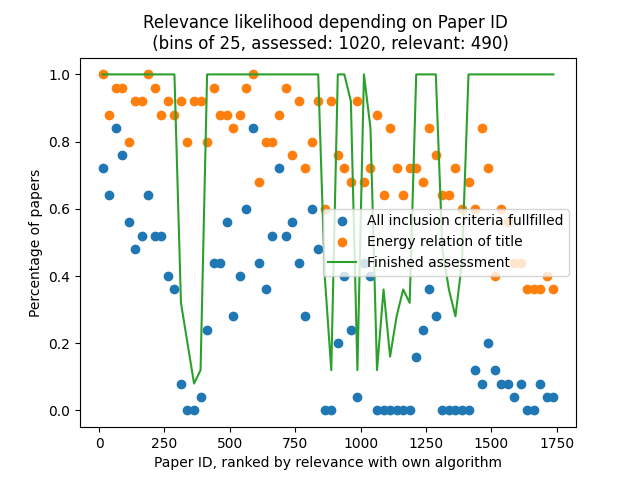 Relevance likelihood depending on Paper ID
(bins of 25, assessed: 1020, relevant: 490)
1.0
0.8
0.6
0.4
0.2
0.0
Percentage of papers
All inclusion criteria fullfilled
Energy relation of title
Finished assessment
0
250
500
750
1000
1250
1500
1750
Paper ID, ranked by relevance with own algorithm